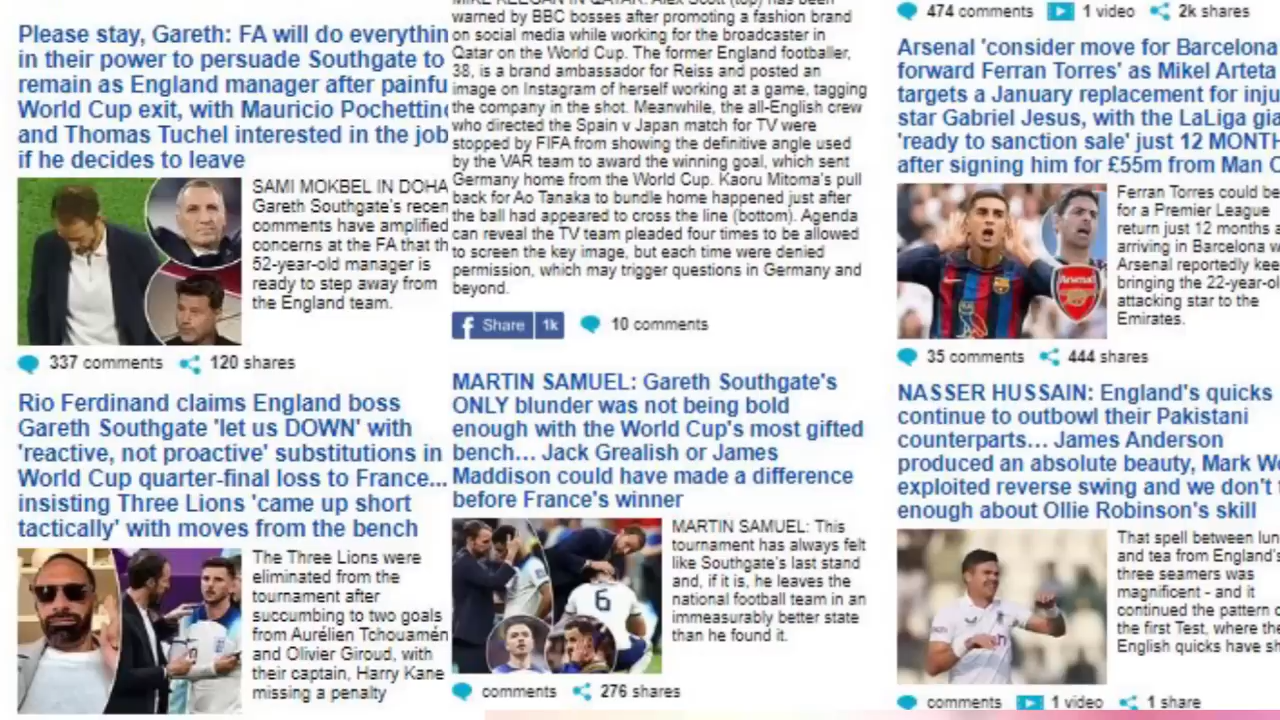 Please stay, Gareth: FA will do everythin
in their power to persuade Southgate to
remain as England manager after painfu
World Cup exit, with Mauricio Pochettino
and Thomas Tuchel interested in the job
if he decides to leave
SAMI MOKBEL IN DOHA
Gareth Southgate's recen
comments have amplified
concerns at the FA that th
52-year-old manager is
ready to step away from
the England team.
337 comments 120 shares
Rio Ferdinand claims England boss
Gareth Southgate 'let us DOWN' with
'reactive, not proactive' substitutions in
World Cup quarter-final loss to France...
insisting Three Lions 'came up short
tactically' with moves from the bench
The Three Lions were
eliminated from the
tournament after
succumbing to two goals
from Aurélien Tchouamén
and Olivier Giroud, with
their captain, Harry Kane
missing a penalty
MIKE KEEGAN IN QATAR: Alex Scott (top) has been
warned by BBC bosses after promoting a fashion brand
on social media while working for the broadcaster in
Qatar on the World Cup. The former England footballer,
38, is a brand ambassador for Reiss and posted an
image on Instagram of herself working at a game, tagging
the company in the shot. Meanwhile, the all-English crew
who directed the Spain v Japan match for TV were
stopped by FIFA from showing the definitive angle used
by the VAR team to award the winning goal, which sent
Germany home from the World Cup. Kaoru Mitoma's pull
back for Ao Tanaka to bundle home happened just after
the ball had appeared to cross the line (bottom). Agenda
can reveal the TV team pleaded four times to be allowed
to screen the key image, but each time were denied
permission, which may trigger questions in Germany and
beyond.
f Share 1k 10 comments
MARTIN SAMUEL: Gareth Southgate's
ONLY blunder was not being bold
enough with the World Cup's most gifted
bench... Jack Grealish or James
Maddison could have made a difference
before France's winner
6
MARTIN SAMUEL: This
tournament has always felt
like Southgate's last stand
and, if it is, he leaves the
national football team in an
immeasurably better state
than he found it.
comments 276 shares
474 comments 1 video 2k shares
Arsenal 'consider move for Barcelona
forward Ferran Torres' as Mikel Arteta
targets a January replacement for inju
star Gabriel Jesus, with the LaLiga gia
'ready to sanction sale' just 12 MONTH
after signing him for £55m from Man C
Arsenal
Ferran Torres could be
for a Premier League
return just 12 months a
arriving in Barcelona w
Arsenal reportedly kee
bringing the 22-year-ol
attacking star to the
Emirates.
35 comments 444 shares
NASSER HUSSAIN: England's quicks
continue to outbowl their Pakistani
counterparts... James Anderson
produced an absolute beauty, Mark Wo
exploited reverse swing and we don't t
enough about Ollie Robinson's skill
That spell between lun
and tea from England's
three seamers was
magnificent - and it
continued the pattern o
the first Test, where the
English quicks have sh
comments 1 video 1 share